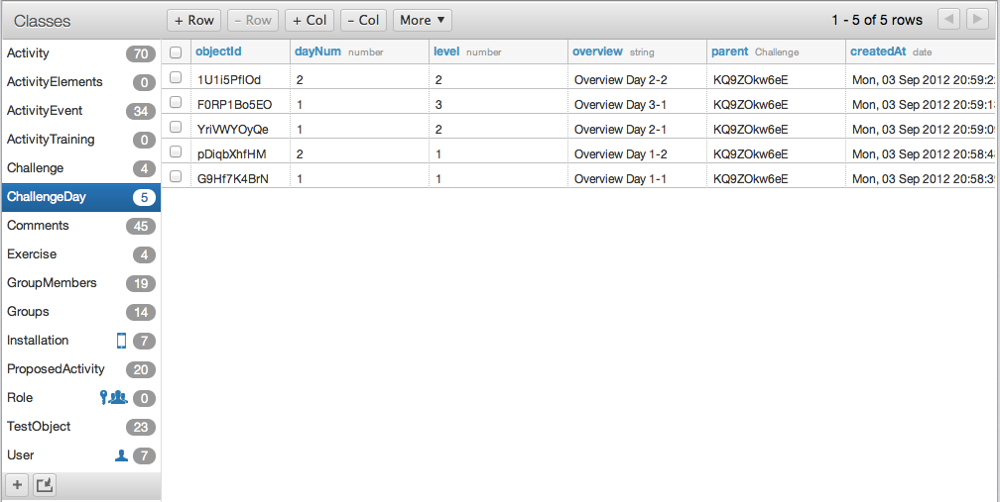 Classes
+ Row − Row + Col − Col More ▼ 1 - 5 of 5 rows
Activity 70
ActivityElements 0
ActivityEvent 34
ActivityTraining 0
Challenge 4
ChallengeDay 5
Comments 45
Exercise 4
GroupMembers 19
Groups 14
Installation 7
ProposedActivity 20
Role 0
TestObject 23
User 7
+
objectId dayNum number level number overview string parent Challenge createdAt date
1U1i5PfIOd 2 2 Overview Day 2-2 KQ9ZOkw6eE Mon, 03 Sep 2012 20:59:2
F0RP1Bo5EO 1 3 Overview Day 3-1 KQ9ZOkw6eE Mon, 03 Sep 2012 20:59:1
YriVWYOyQe 1 2 Overview Day 2-1 KQ9ZOkw6eE Mon, 03 Sep 2012 20:59:0
pDiqbXhfHM 2 1 Overview Day 1-2 KQ9ZOkw6eE Mon, 03 Sep 2012 20:58:4
G9Hf7K4BrN 1 1 Overview Day 1-1 KQ9ZOkw6eE Mon, 03 Sep 2012 20:58:3